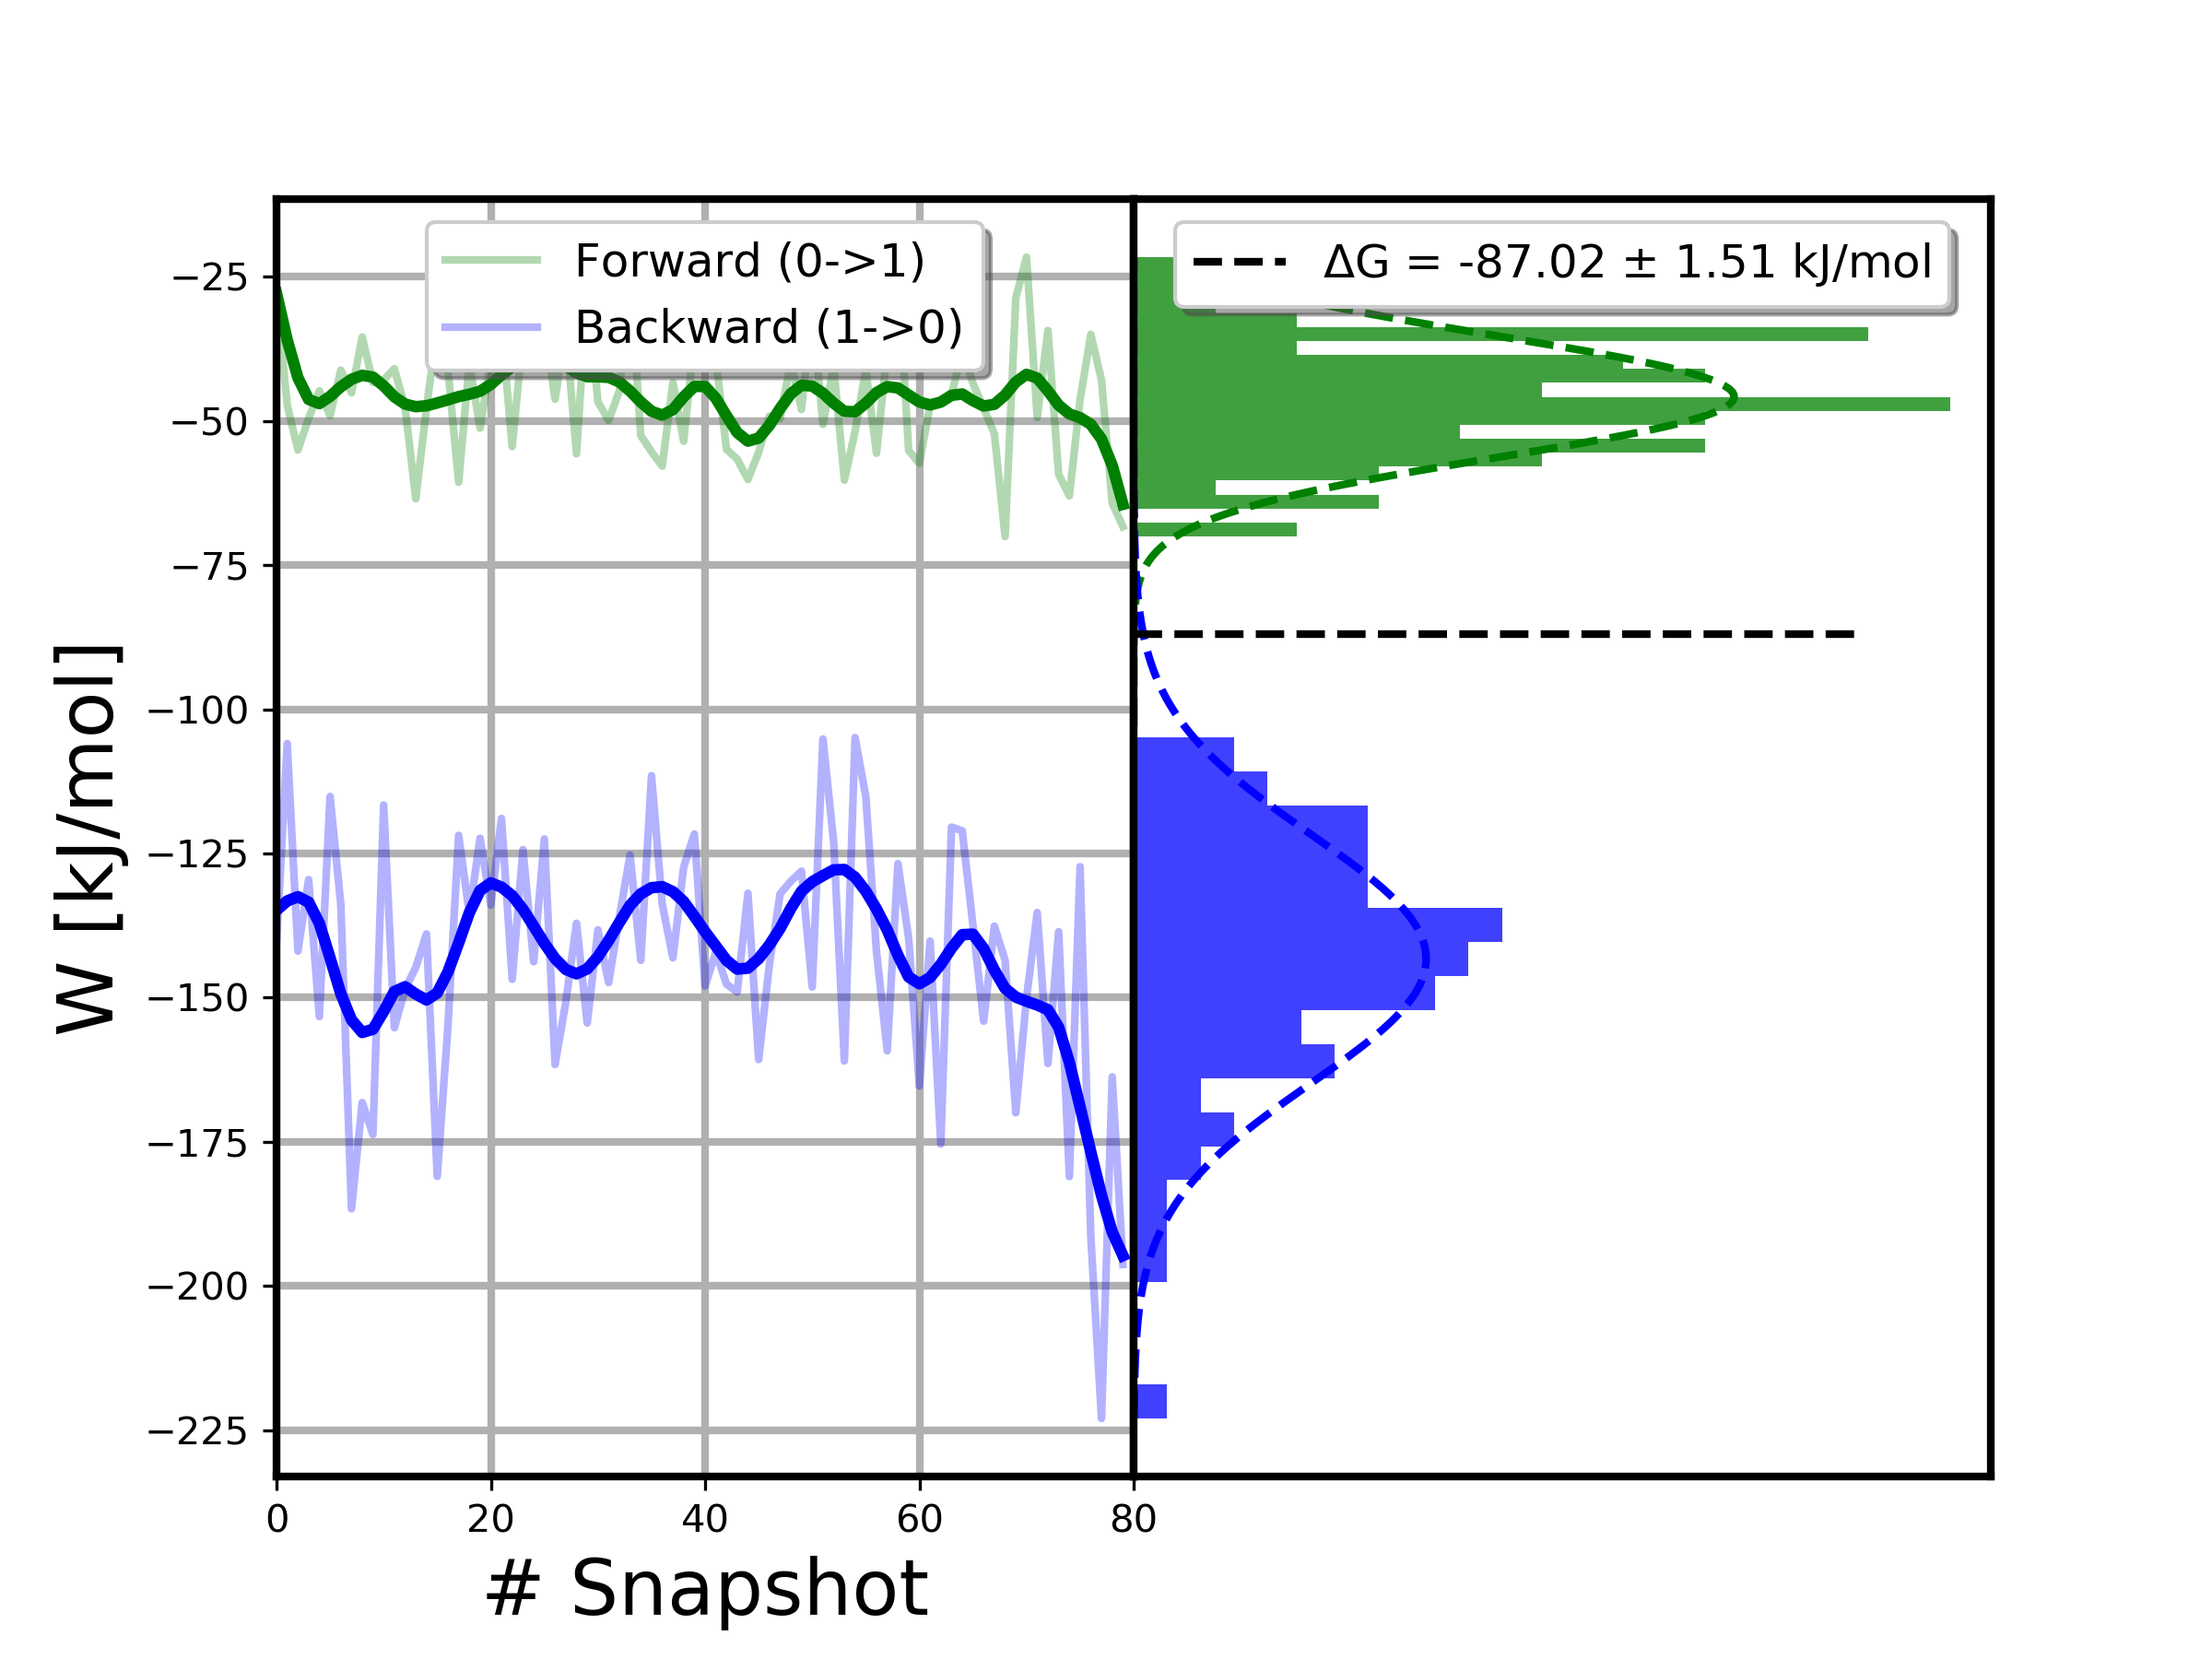 Forward (0->1)
Backward (1->0)
ΔG = -87.02 ± 1.51 kJ/mol
−25
−50
−75
−100
−125
−150
−175
−200
−225
W [kJ/mol]
0 20 40 60 80
# Snapshot